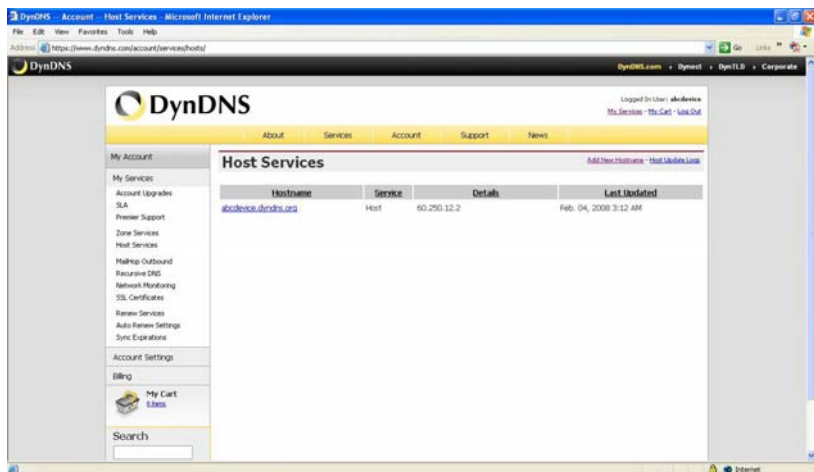 DynDNS -- Account -- Host Services - Microsoft Internet Explorer
File Edit View Favorites Tools Help
Address https://www.dyndns.com/account/services/hosts/ Go Links
DynDNS DynDNS.com Dynect DynTLD Corporate
DynDNS
Logged In User: abcdevice
My Services - My Cart - Log Out
About Services Account Support News
My Account
My Services
Account Upgrades
SLA
Premier Support
Zone Services
Host Services
MailHop Outbound
Recursive DNS
Network Monitoring
SSL Certificates
Renew Services
Auto Renew Settings
Sync Expirations
Account Settings
Billing
My Cart
0 items
Search
Host Services
Add New Hostname - Host Update Logs
Hostname Service Details Last Updated
abcdevice.dyndns.org Host 60.250.12.2 Feb. 04, 2008 3:12 AM
Internet